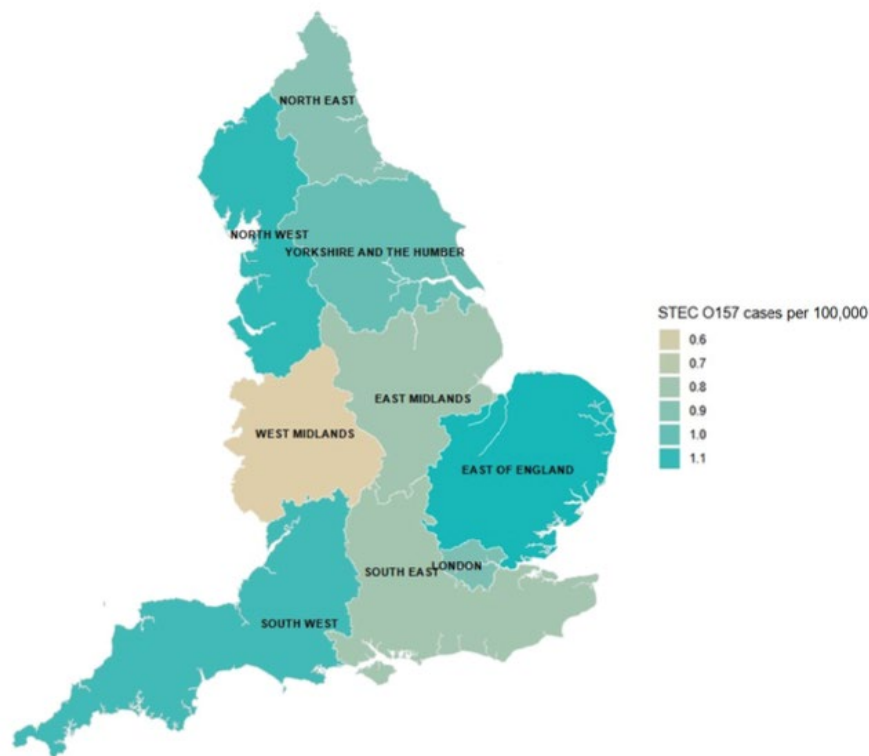 NORTH EAST
NORTH WEST
YORKSHIRE AND THE HUMBER
STEC O157 cases per 100,000
0.6
0.7
0.8
0.9
1.0
1.1
EAST MIDLANDS
WEST MIDLANDS
EAST OF ENGLAND
LONDON
SOUTH EAST
SOUTH WEST